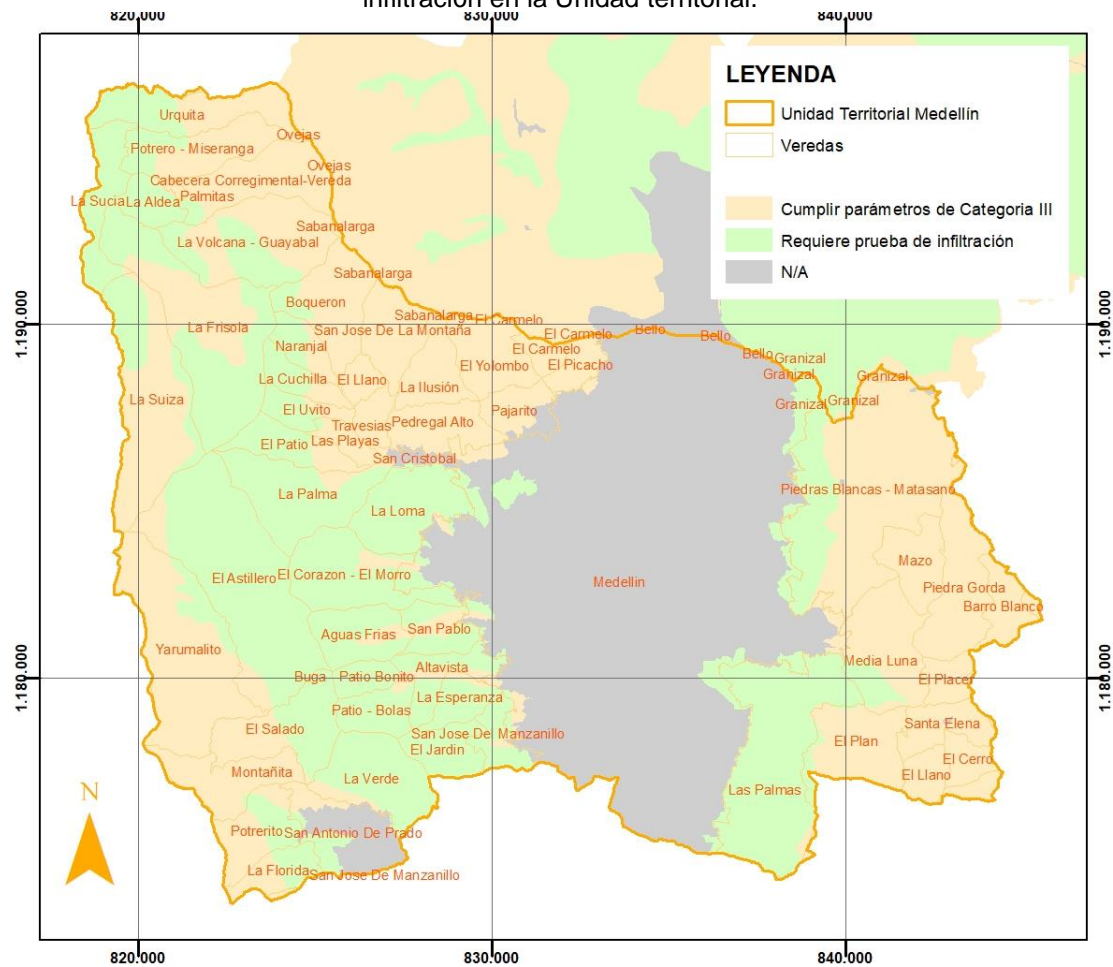 infiltración en la Unidad territorial.
820.000
830.000
840.000
LEYENDA
Unidad Territorial Medellín
Veredas
Cumplir parámetros de Categoria III
Requiere prueba de infiltración
N/A
Urquita
Ovejas
Potrero - Miseranga
Ovejas
Cabecera Corregimental-Vereda
Palmitas
La Sucia
La Aldea
Sabanalarga
La Volcana - Guayabal
Sabanalarga
Boqueron
Sabanalarga
El Carmelo
1.190.000
1.190.000
La Frisola
San Jose De La Montaña
El Carmelo
Bello
Bello
Naranjal
El Carmelo
Bello
Granizal
El Yolombo
El Picacho
Granizal
Granizal
La Cuchilla
El Llano
La Ilusión
La Suiza
Granizal
Granizal
El Uvito
Pajarito
Travesias
Pedregal Alto
El Patio
Las Playas
San Cristobal
La Palma
Piedras Blancas - Matasano
La Loma
Mazo
El Astillero
El Corazon - El Morro
Medellin
Piedra Gorda
Barro Blanco
Aguas Frias
San Pablo
Yarumalito
Media Luna
Altavista
1.180.000
1.180.000
Buga
Patio Bonito
El Placer
La Esperanza
Patio - Bolas
Santa Elena
El Salado
San Jose De Manzanillo
El Plan
El Jardin
El Cerro
Montañita
La Verde
El Llano
Las Palmas
N
Potrerito
San Antonio De Prado
La Florida
San Jose De Manzanillo
820.000
830.000
840.000